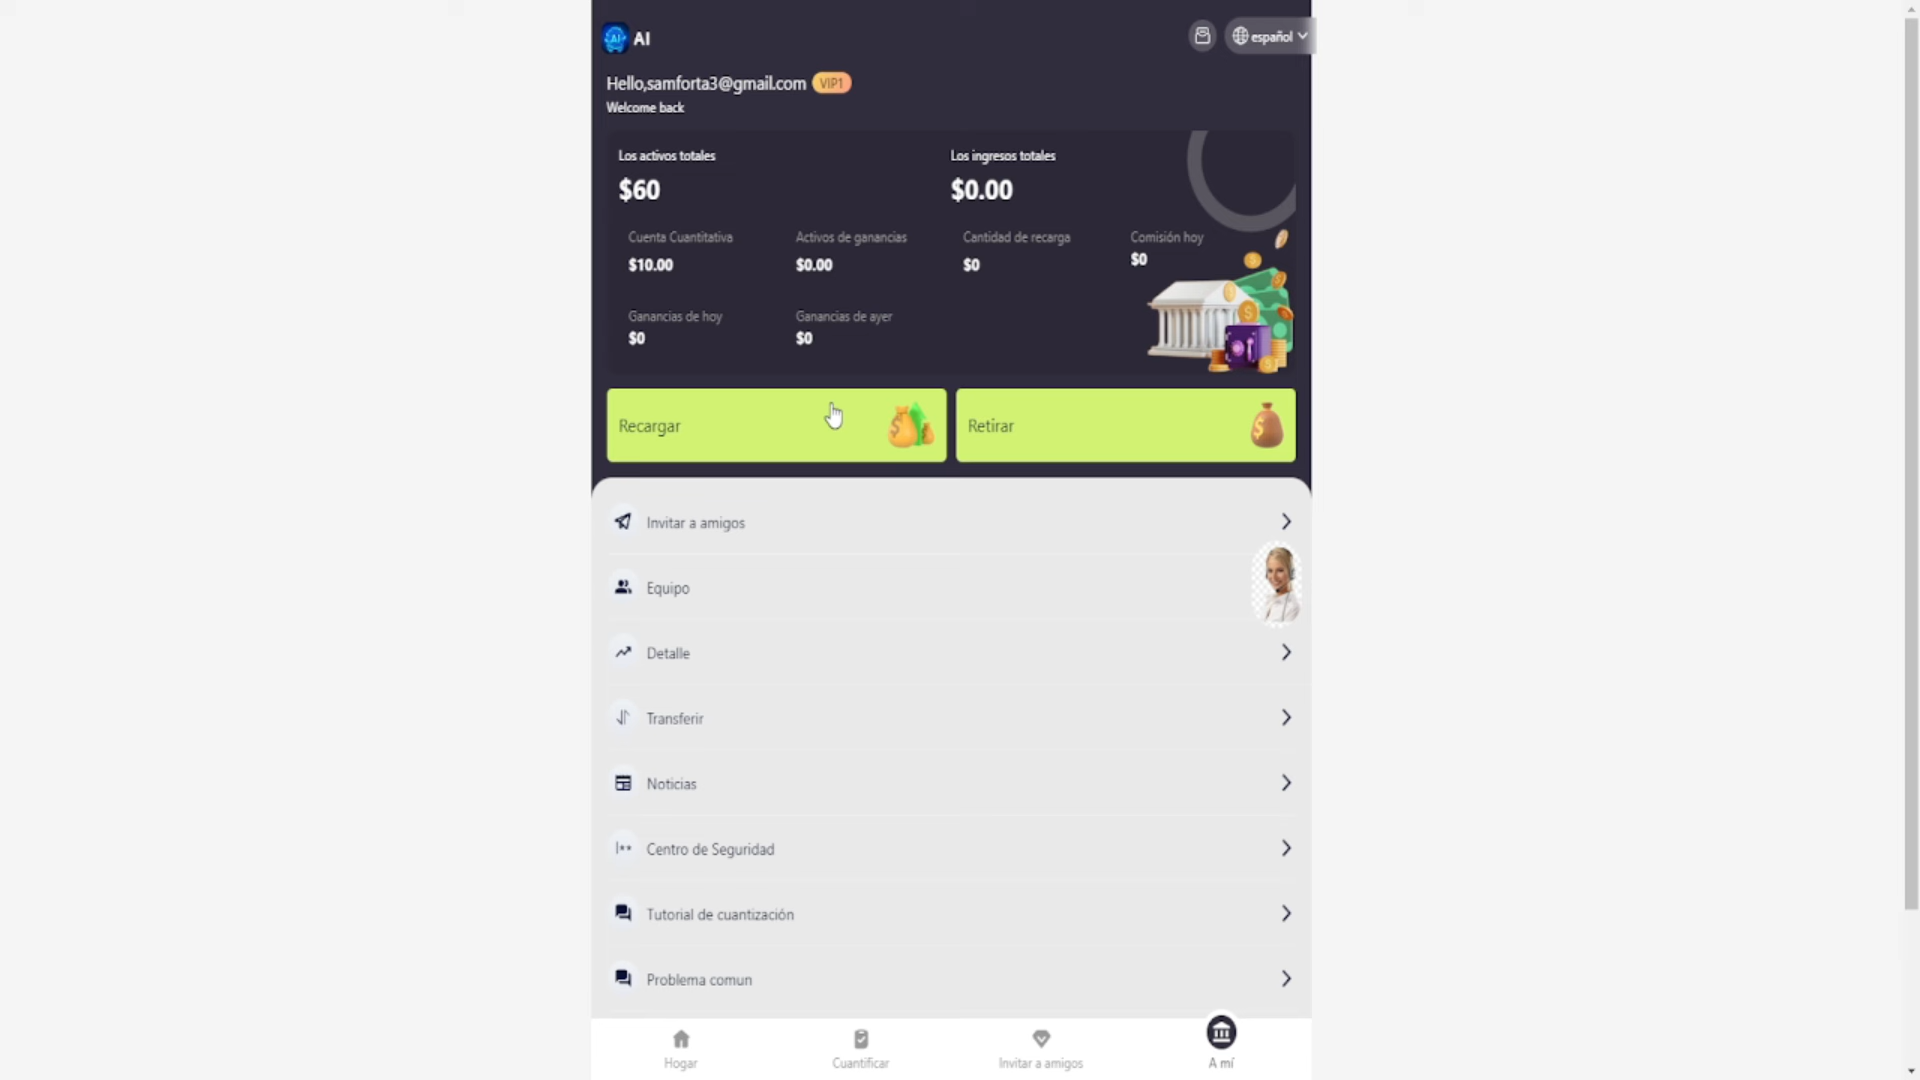 AI
español
Hello,samforta3@gmail.com VIP1
Welcome back
Los activos totales Los ingresos totales
$60 $0.00
Cuenta Cuantitativa Activos de ganancias Cantidad de recarga Comisión hoy
$10.00 $0.00 $0 $0
Ganancias de hoy Ganancias de ayer
$0 $0
Recargar Retirar
Invitar a amigos
Equipo
Detalle
Transferir
Noticias
Centro de Seguridad
Tutorial de cuantización
Problema comun
Hogar Cuantificar Invitar a amigos A mí